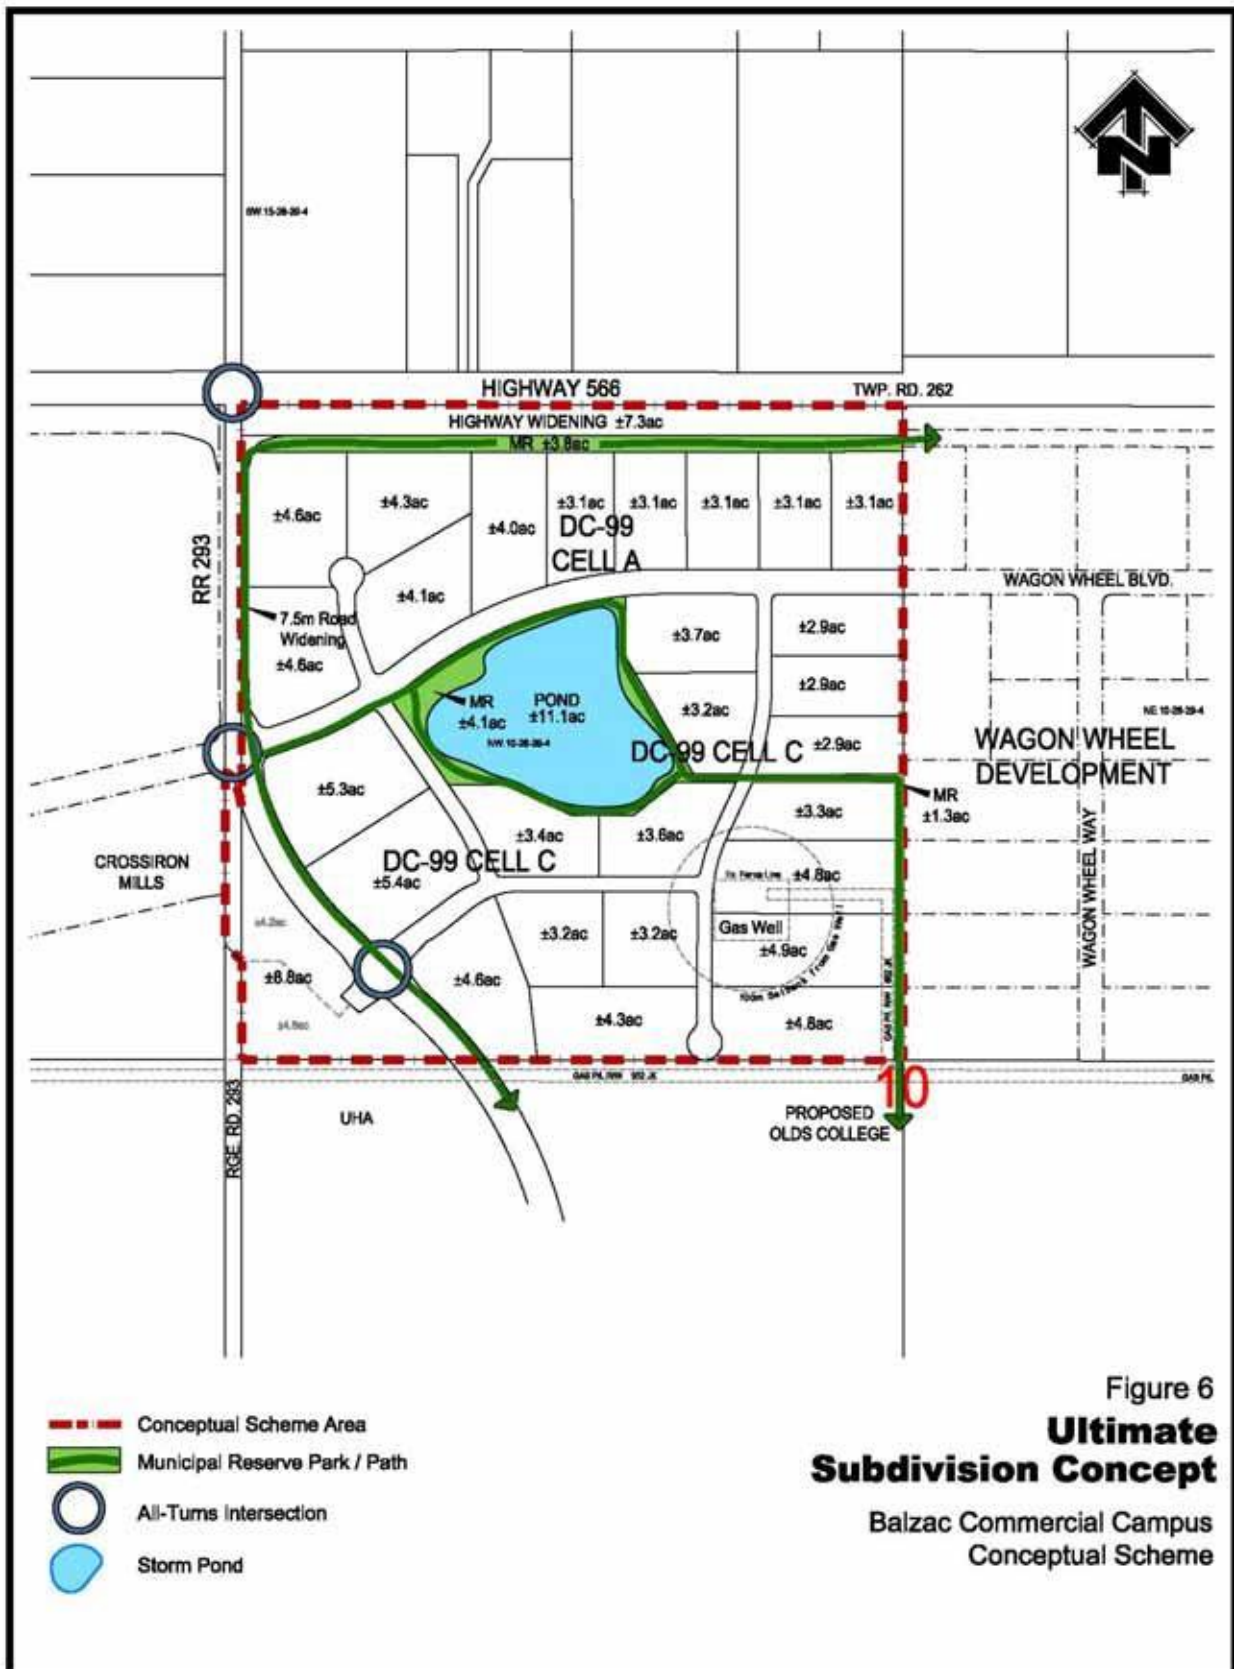 N
HIGHWAY 566
TWP. RD. 262
HIGHWAY WIDENING ±7.3ac
MR ±3.8ac
±4.6ac
±4.3ac
±4.0ac
±3.1ac
±3.1ac
±3.1ac
±3.1ac
±3.1ac
DC-99
CELL A
RR 293
±4.1ac
WAGON WHEEL BLVD.
7.5m Road
Widening
±4.6ac
±3.7ac
±2.9ac
±2.9ac
MR
±4.1ac
POND
±11.1ac
±3.2ac
DC-99 CELL C
±2.9ac
WAGON WHEEL
DEVELOPMENT
±5.3ac
MR
±1.3ac
±3.3ac
±3.4ac
±3.6ac
CROSSIRON
MILLS
DC-99 CELL C
±5.4ac
±4.8ac
WAGON WHEEL WAY
Gas Well
±3.2ac
±3.2ac
±4.9ac
100m Setback From Gas Well
±8.8ac
±4.6ac
±4.3ac
±4.8ac
RGE. RD. 293
UHA
10
PROPOSED
OLDS COLLEGE
Figure 6
Ultimate
Subdivision Concept
Balzac Commercial Campus
Conceptual Scheme
Conceptual Scheme Area
Municipal Reserve Park / Path
All-Turns Intersection
Storm Pond